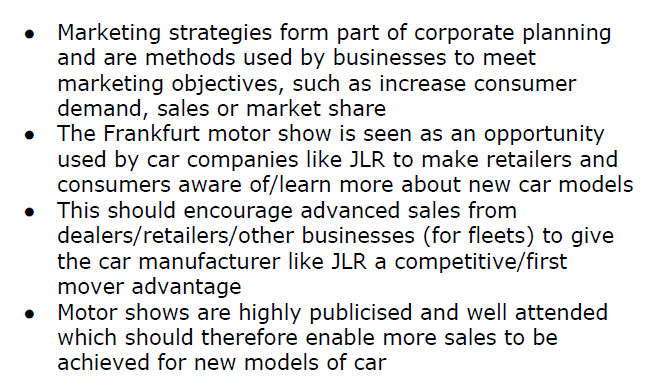 ● Marketing strategies form part of corporate planning
and are methods used by businesses to meet
marketing objectives, such as increase consumer
demand, sales or market share
● The Frankfurt motor show is seen as an opportunity
used by car companies like JLR to make retailers and
consumers aware of/learn more about new car models
● This should encourage advanced sales from
dealers/retailers/other businesses (for fleets) to give
the car manufacturer like JLR a competitive/first
mover advantage
● Motor shows are highly publicised and well attended
which should therefore enable more sales to be
achieved for new models of car